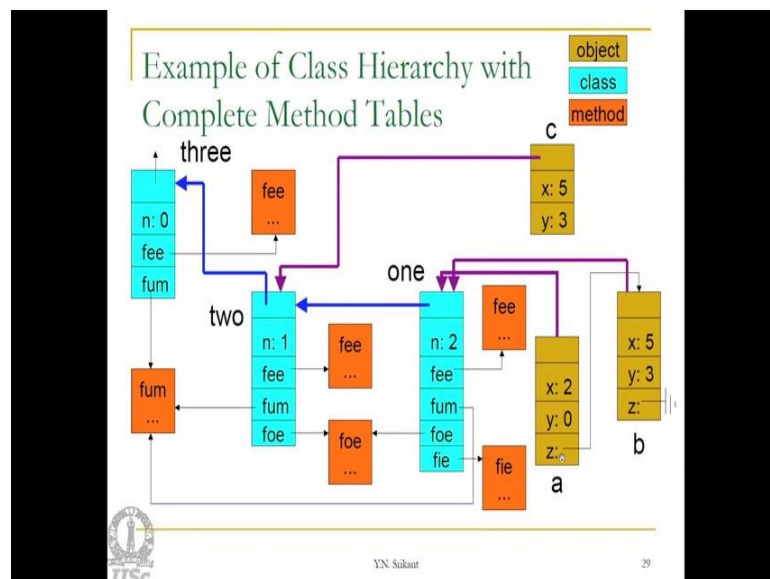 Example of Class Hierarchy with
Complete Method Tables
object
class
method
three
n: 0
fee
fum
fee
...
c
x: 5
y: 3
two
n: 1
fee
fum
foe
one
n: 2
fee
fum
foe
fie
fee
...
fee
...
foe
...
fie
...
fum
...
x: 2
y: 0
z:
a
x: 5
y: 3
z:
b
IISc
Y.N. Srikant
29